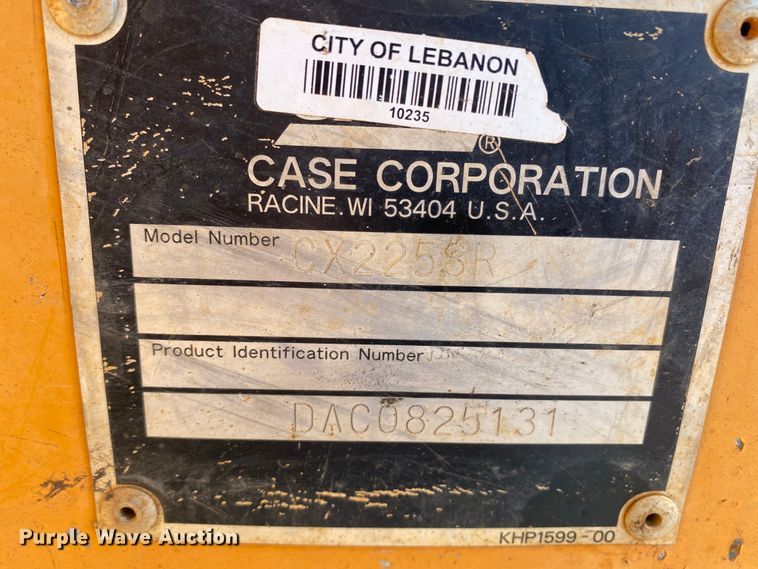 CITY OF LEBANON
10235
®
CASE CORPORATION
RACINE. WI 53404 U.S.A.
Model Number CX225SR
Product Identification Number
DAC0825131
KHP1599-00
Purple Wave Auction